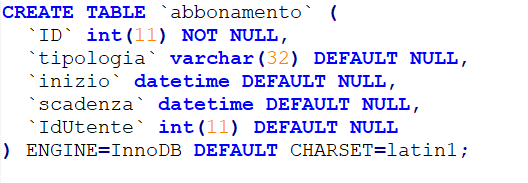 CREATE TABLE `abbonamento` (
  `ID` int(11) NOT NULL,
  `tipologia` varchar(32) DEFAULT NULL,
  `inizio` datetime DEFAULT NULL,
  `scadenza` datetime DEFAULT NULL,
  `IdUtente` int(11) DEFAULT NULL
) ENGINE=InnoDB DEFAULT CHARSET=latin1;